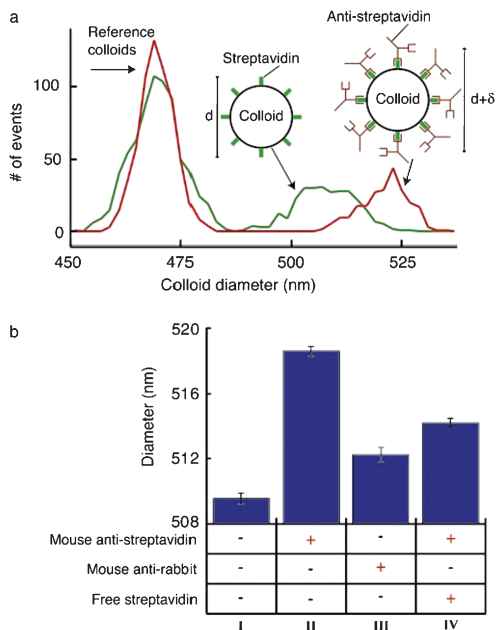 a
Anti-streptavidin
Reference
colloids
Streptavidin
100
Colloid
d
Colloid
d+δ
# of events
50
0
450 475 500 525
Colloid diameter (nm)
b
520
516
Diameter (nm)
512
508
Mouse anti-streptavidin - + - +
Mouse anti-rabbit - - + -
Free streptavidin - - - +
I II III IV